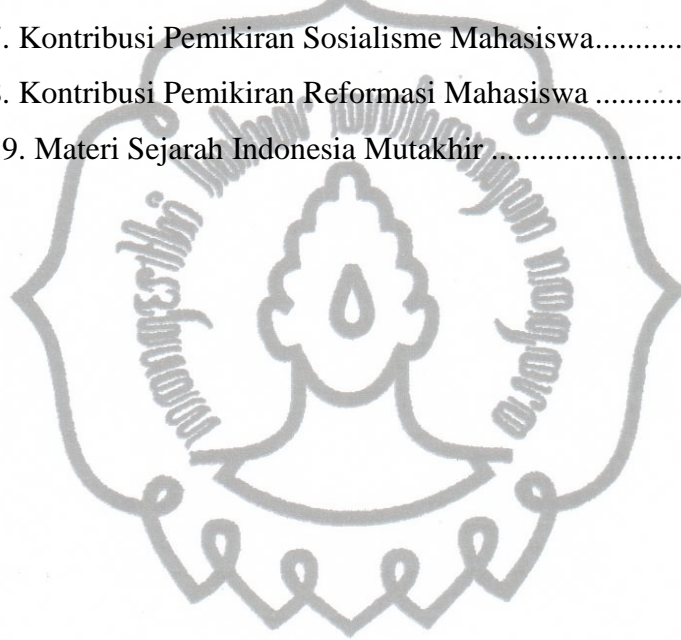 . Kontribusi Pemikiran Sosialisme Mahasiswa...........
. Kontribusi Pemikiran Reformasi Mahasiswa ...........
9. Materi Sejarah Indonesia Mutakhir ........................